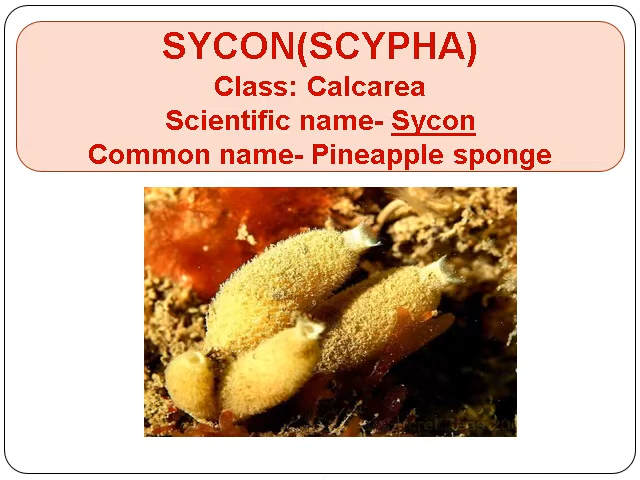 SYCON(SCYPHA)
Class: Calcarea
Scientific name- Sycon
Common name- Pineapple sponge